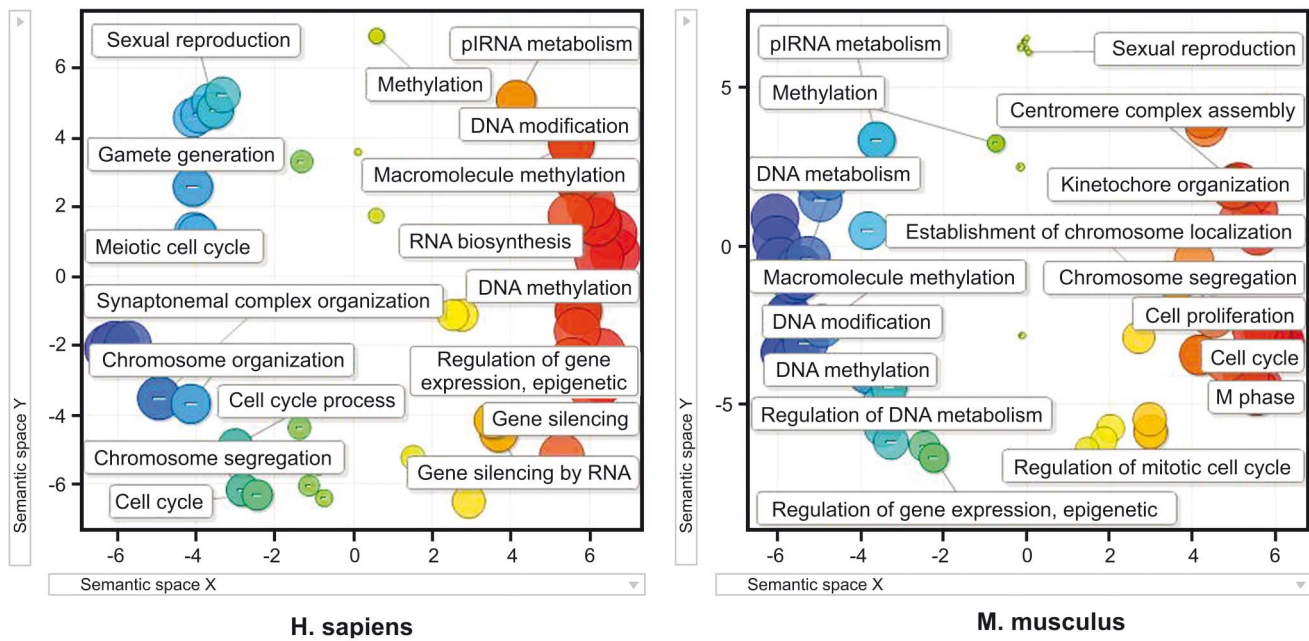 Sexual reproduction
Methylation
pIRNA metabolism
DNA modification
Gamete generation
Macromolecule methylation
Meiotic cell cycle
RNA biosynthesis
Synaptonemal complex organization
DNA methylation
Chromosome organization
Regulation of gene
expression, epigenetic
Cell cycle process
Gene silencing
Chromosome segregation
Gene silencing by RNA
Cell cycle
6
4
2
0
-2
-4
-6
Semantic space Y
-6
-4
-2
0
2
4
6
Semantic space X
H. sapiens
pIRNA metabolism
Sexual reproduction
Methylation
Centromere complex assembly
DNA metabolism
Kinetochore organization
Establishment of chromosome localization
Macromolecule methylation
Chromosome segregation
DNA modification
Cell proliferation
Cell cycle
DNA methylation
M phase
Regulation of DNA metabolism
Regulation of mitotic cell cycle
Regulation of gene expression, epigenetic
5
0
-5
Semantic space Y
-6
-4
-2
0
2
4
6
Semantic space X
M. musculus